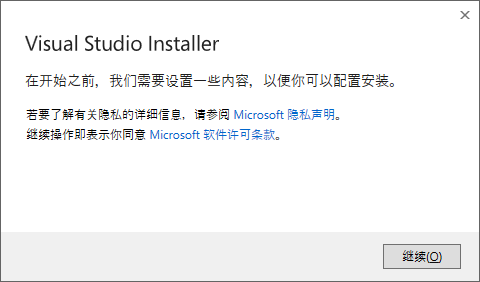 Visual Studio Installer
在开始之前，我们需要设置一些内容，以便你可以配置安装。
若要了解有关隐私的详细信息，请参阅 Microsoft 隐私声明。
继续操作即表示你同意 Microsoft 软件许可条款。
继续(O)